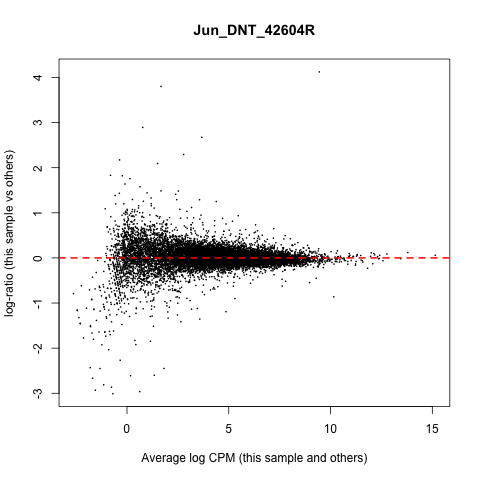 Jun_DNT_42604R
log-ratio (this sample vs others)
4
3
2
1
0
-1
-2
-3
0 5 10 15
Average log CPM (this sample and others)